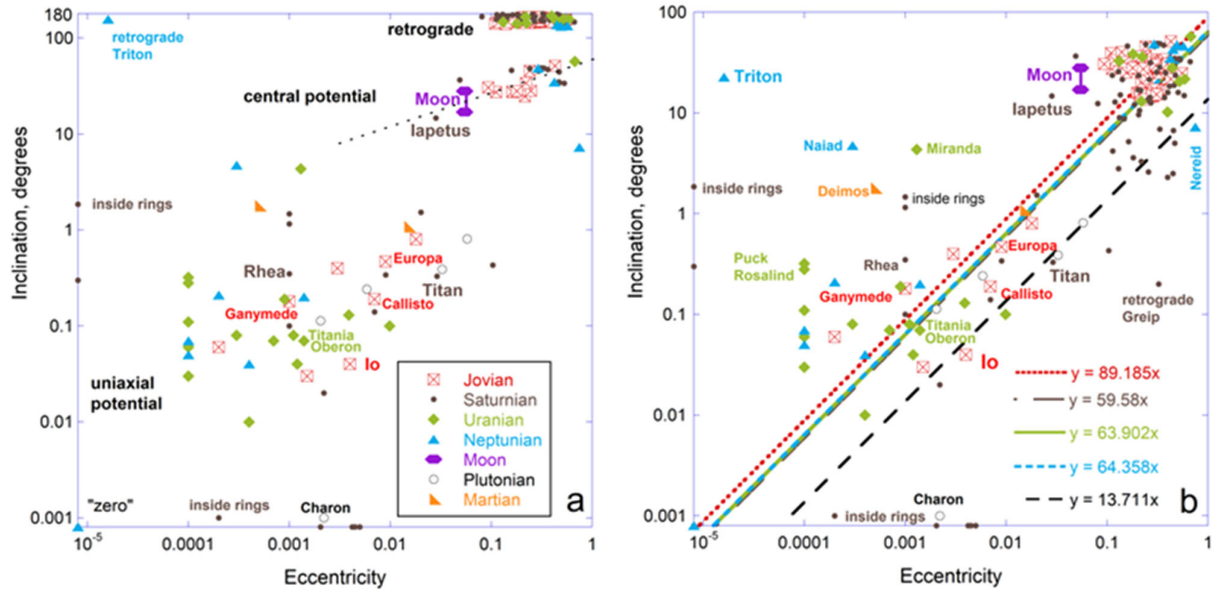 180
100
10
1
0.1
0.01
0.001
Inclination, degrees
retrograde
retrograde
Triton
central potential
Moon
Iapetus
inside rings
Rhea
Europa
Titan
Ganymede
Callisto
Titania
Oberon
Io
uniaxial
potential
Jovian
Saturnian
Uranian
Neptunian
Moon
Plutonian
Martian
"zero"
inside rings
Charon
a
10-5 0.0001 0.001 0.01 0.1 1
Eccentricity
100
10
1
0.1
0.01
0.001
Inclination, degrees
Triton
Moon
Iapetus
Naiad
Miranda
Nereid
Deimos
inside rings
inside rings
Puck
Rosalind
Rhea
Europa
Titan
Ganymede
Callisto
retrograde
Greip
Titania
Oberon
Io
y = 89.185x
y = 59.58x
y = 63.902x
y = 64.358x
y = 13.711x
Charon
inside rings
b
10-5 0.0001 0.001 0.01 0.1 1
Eccentricity